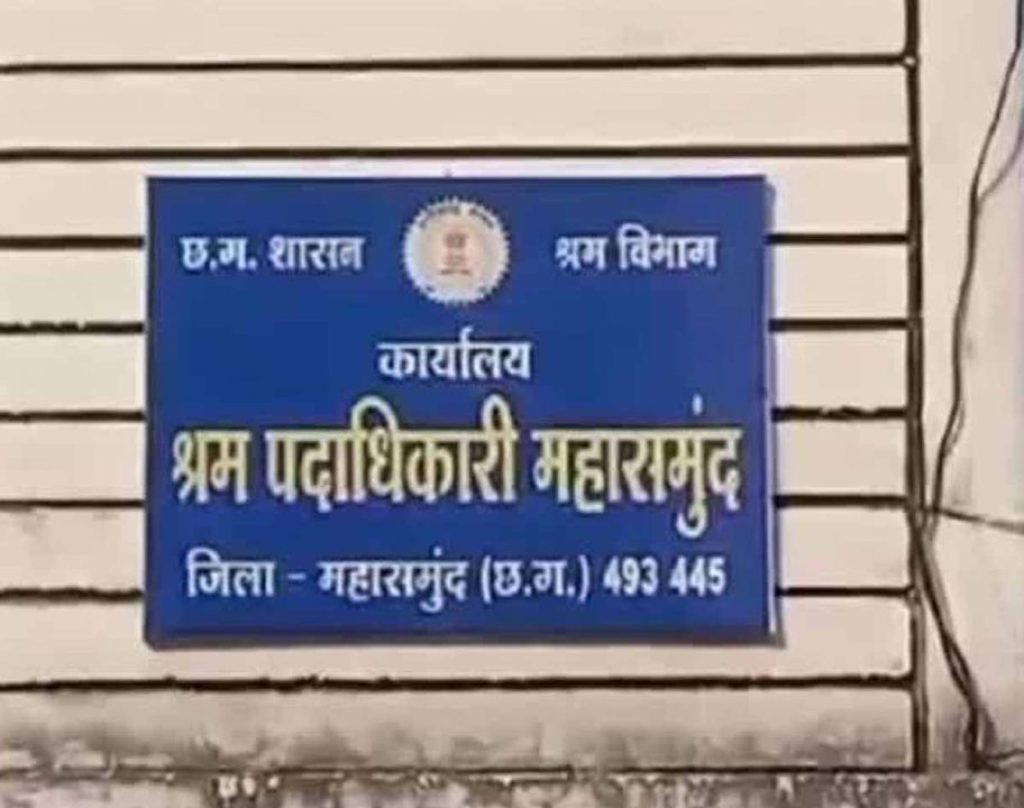 छ.ग. शासन श्रम विभाग
कार्यालय
श्रम पदाधिकारी महासमुंद
जिला - महासमुंद (छ.ग.) 493 445